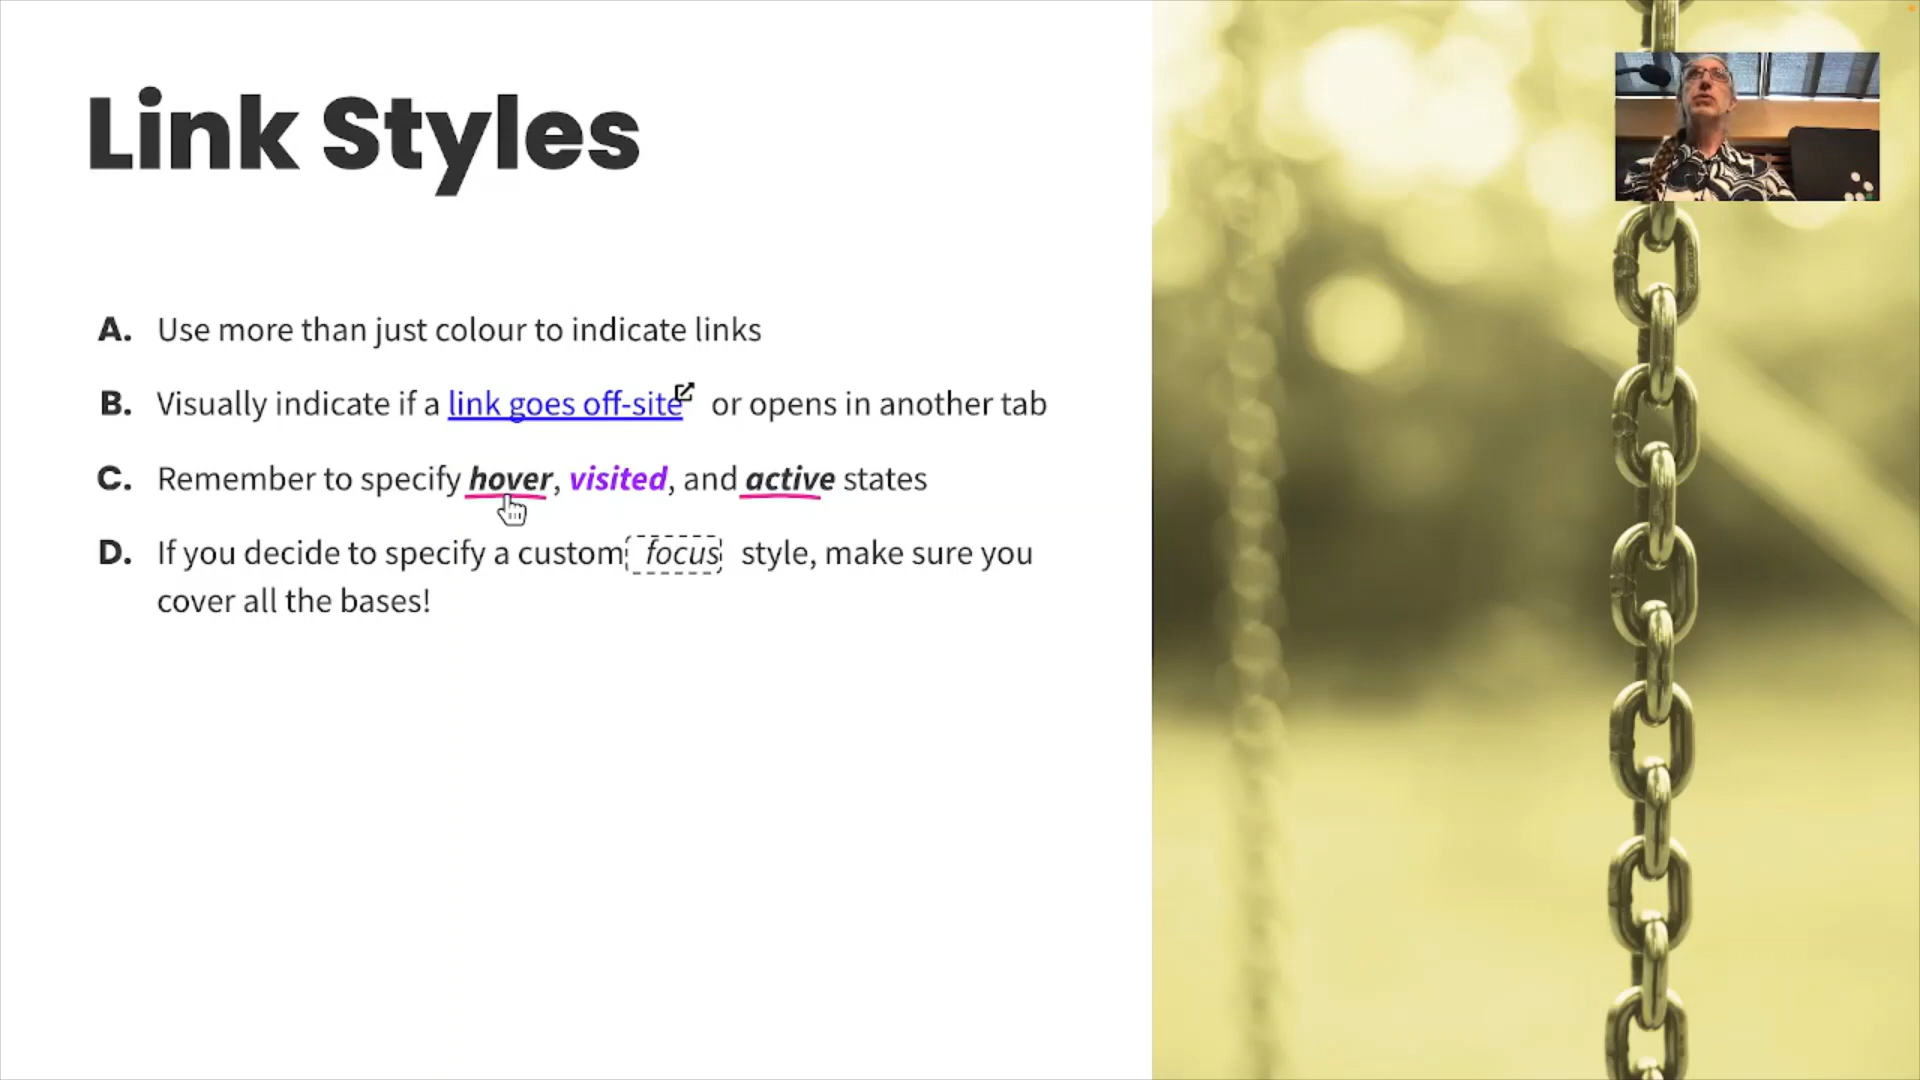 Link Styles
A. Use more than just colour to indicate links
B. Visually indicate if a link goes off-site or opens in another tab
C. Remember to specify hover, visited, and active states
D. If you decide to specify a custom focus style, make sure you
cover all the bases!